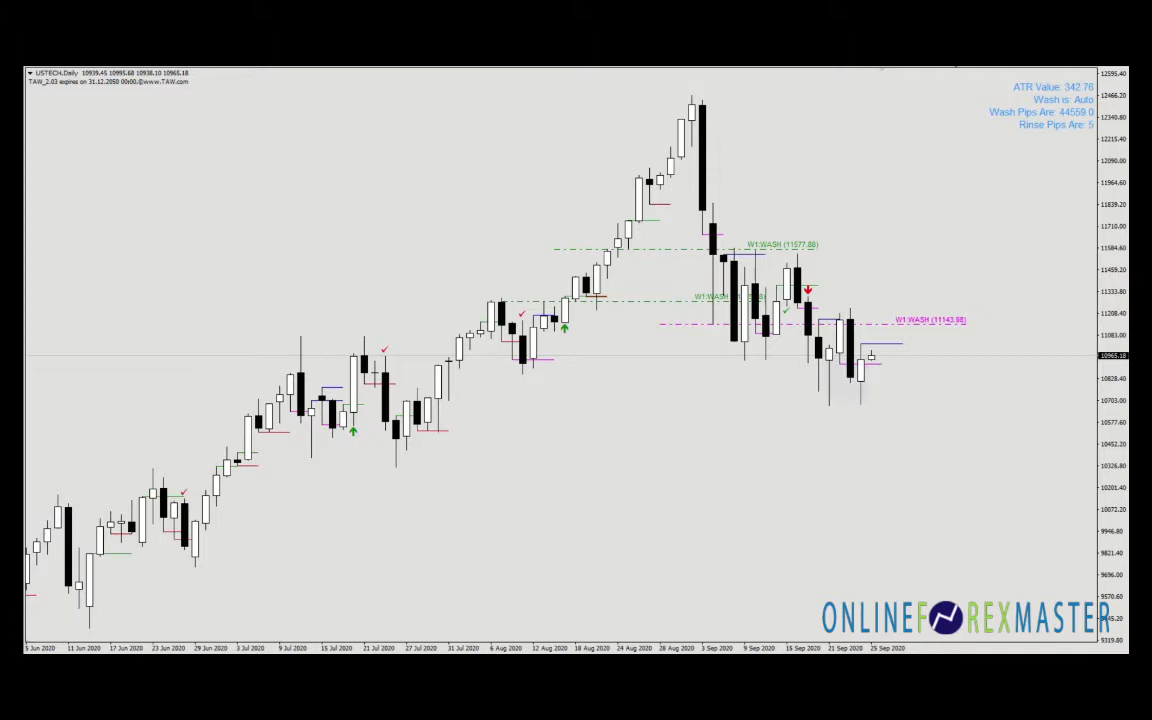 USTECH,Daily 10939.45 10995.68 10938.10 10965.18
TAW_2.03 expires on 31.12.2050 00:00.©www.TAW.com
ATR Value: 342.76
Wash is: Auto
Wash Pips Are: 44559.0
Rinse Pips Are: 5
12595.40
12466.20
12340.80
12215.40
12090.00
11964.60
11839.20
11710.00
11584.60
11459.20
11333.80
11208.40
11083.00
10965.18
10828.40
10703.00
10577.60
10452.20
10326.80
10201.40
10072.20
9946.80
9821.40
9696.00
9570.60
9319.80
W1:WASH (11577.88)
W1:WASH
W1:WASH (11143.98)
ONLINEFOREXMASTER
5 Jun 2020 11 Jun 2020 17 Jun 2020 23 Jun 2020 29 Jun 2020 3 Jul 2020 9 Jul 2020 15 Jul 2020 21 Jul 2020 27 Jul 2020 31 Jul 2020 6 Aug 2020 12 Aug 2020 18 Aug 2020 24 Aug 2020 28 Aug 2020 3 Sep 2020 9 Sep 2020 15 Sep 2020 21 Sep 2020 25 Sep 2020